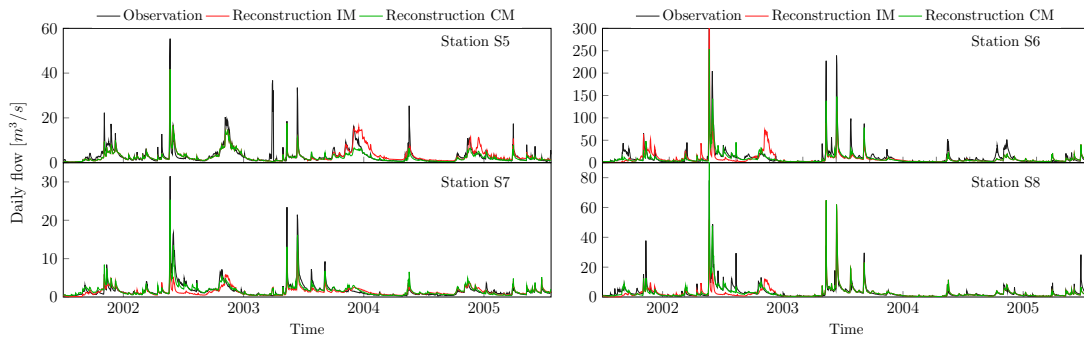 Observation Reconstruction IM Reconstruction CM
Observation Reconstruction IM Reconstruction CM
Daily flow [m³/s]
Station S5
60
40
20
0
Station S6
300
250
200
150
100
50
0
Station S7
30
20
10
0
2002 2003 2004 2005
Time
Station S8
80
60
40
20
0
2002 2003 2004 2005
Time